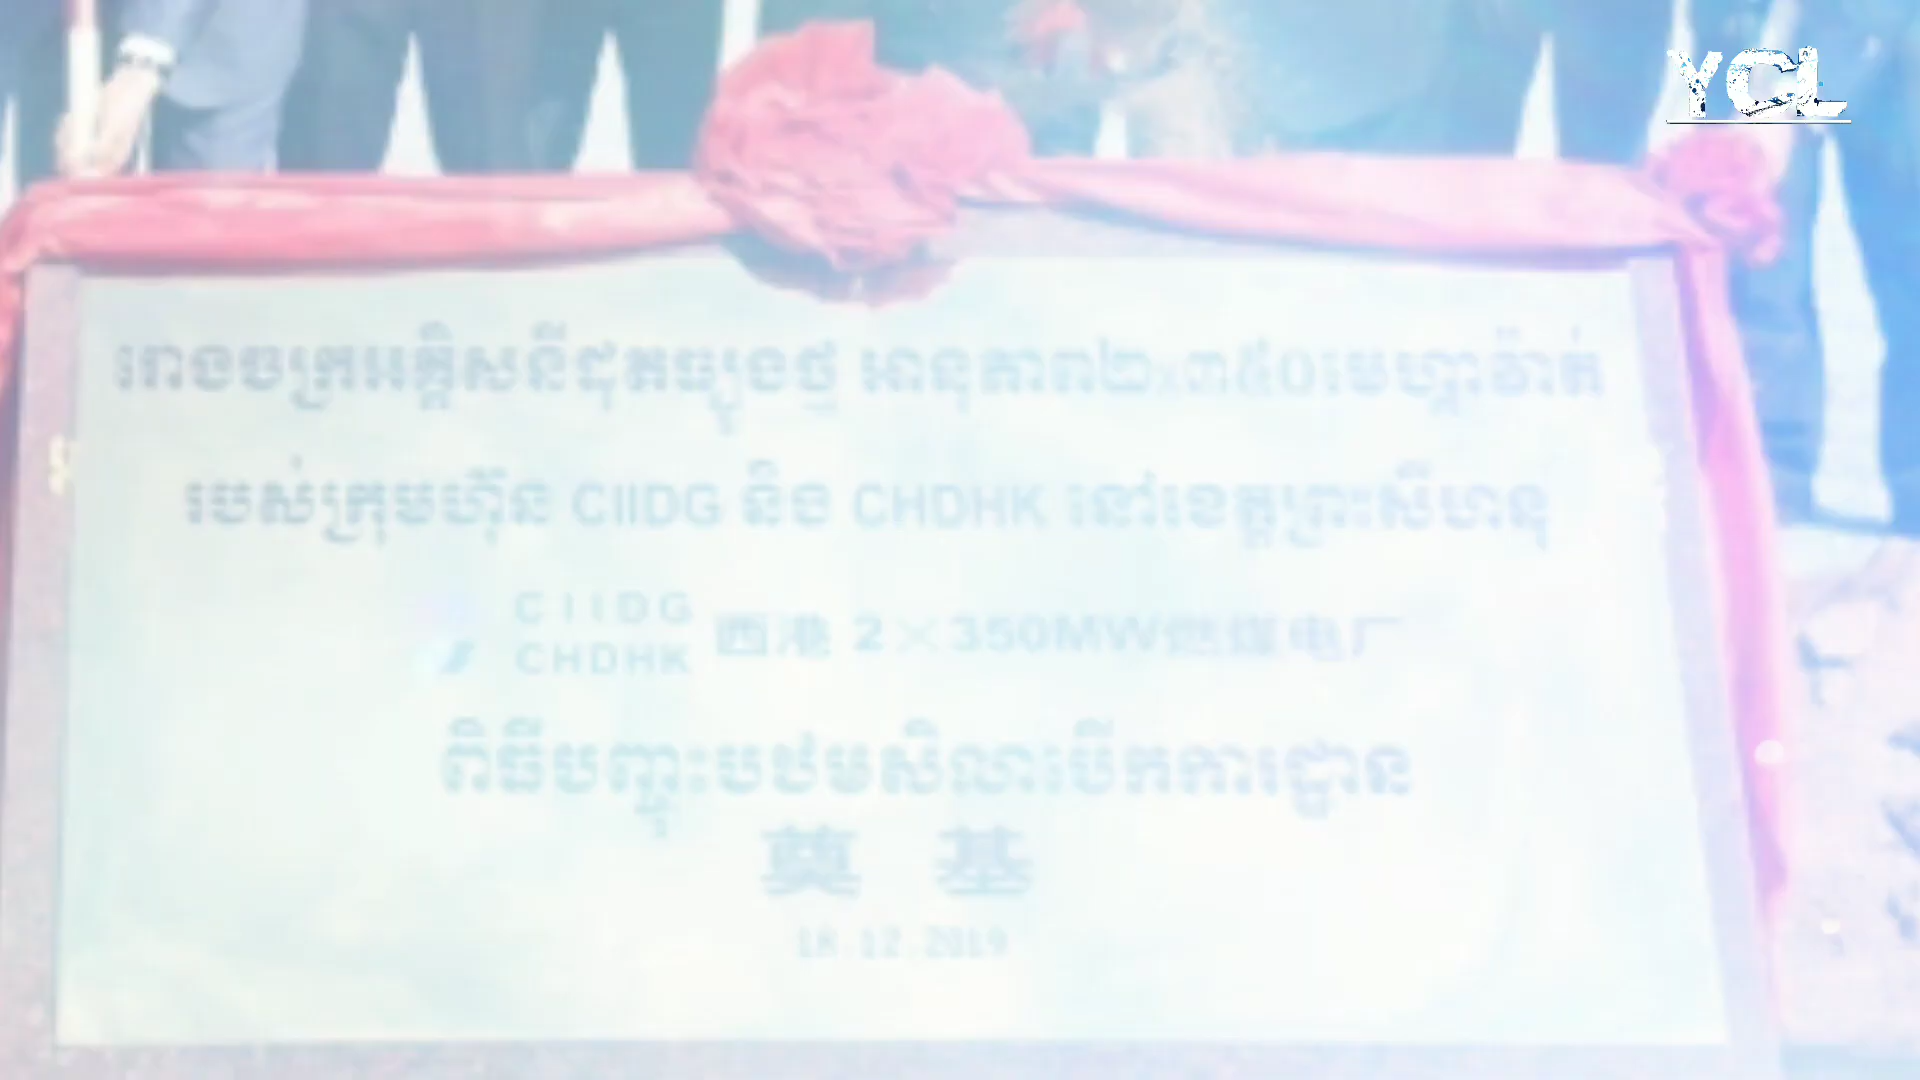 YCL
រោងចក្រអគ្គិសនីដុតធ្យូងថ្ម អានុភាព២x៣៥០មេហ្គាវ៉ាត់
របស់ក្រុមហ៊ុន CIIDG និង CHDHK នៅខេត្តព្រះសីហនុ
CIIDG
CHDHK
西港 2×350MW燃煤电厂
ពិធីបញ្ចុះបឋមសិលាបើកការដ្ឋាន
奠 基
18.12.2019